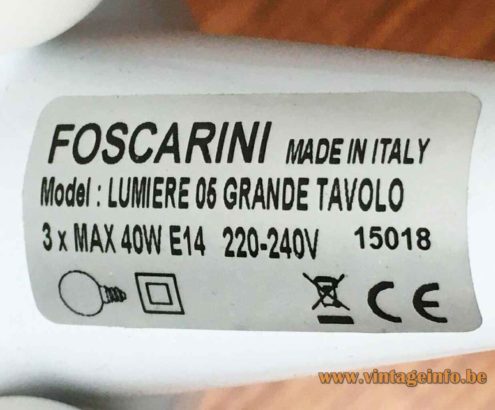 FOSCARINI MADE IN ITALY
Model : LUMIERE 05 GRANDE TAVOLO
3 x MAX 40W E14 220-240V 15018
CE
www.vintageinfo.be